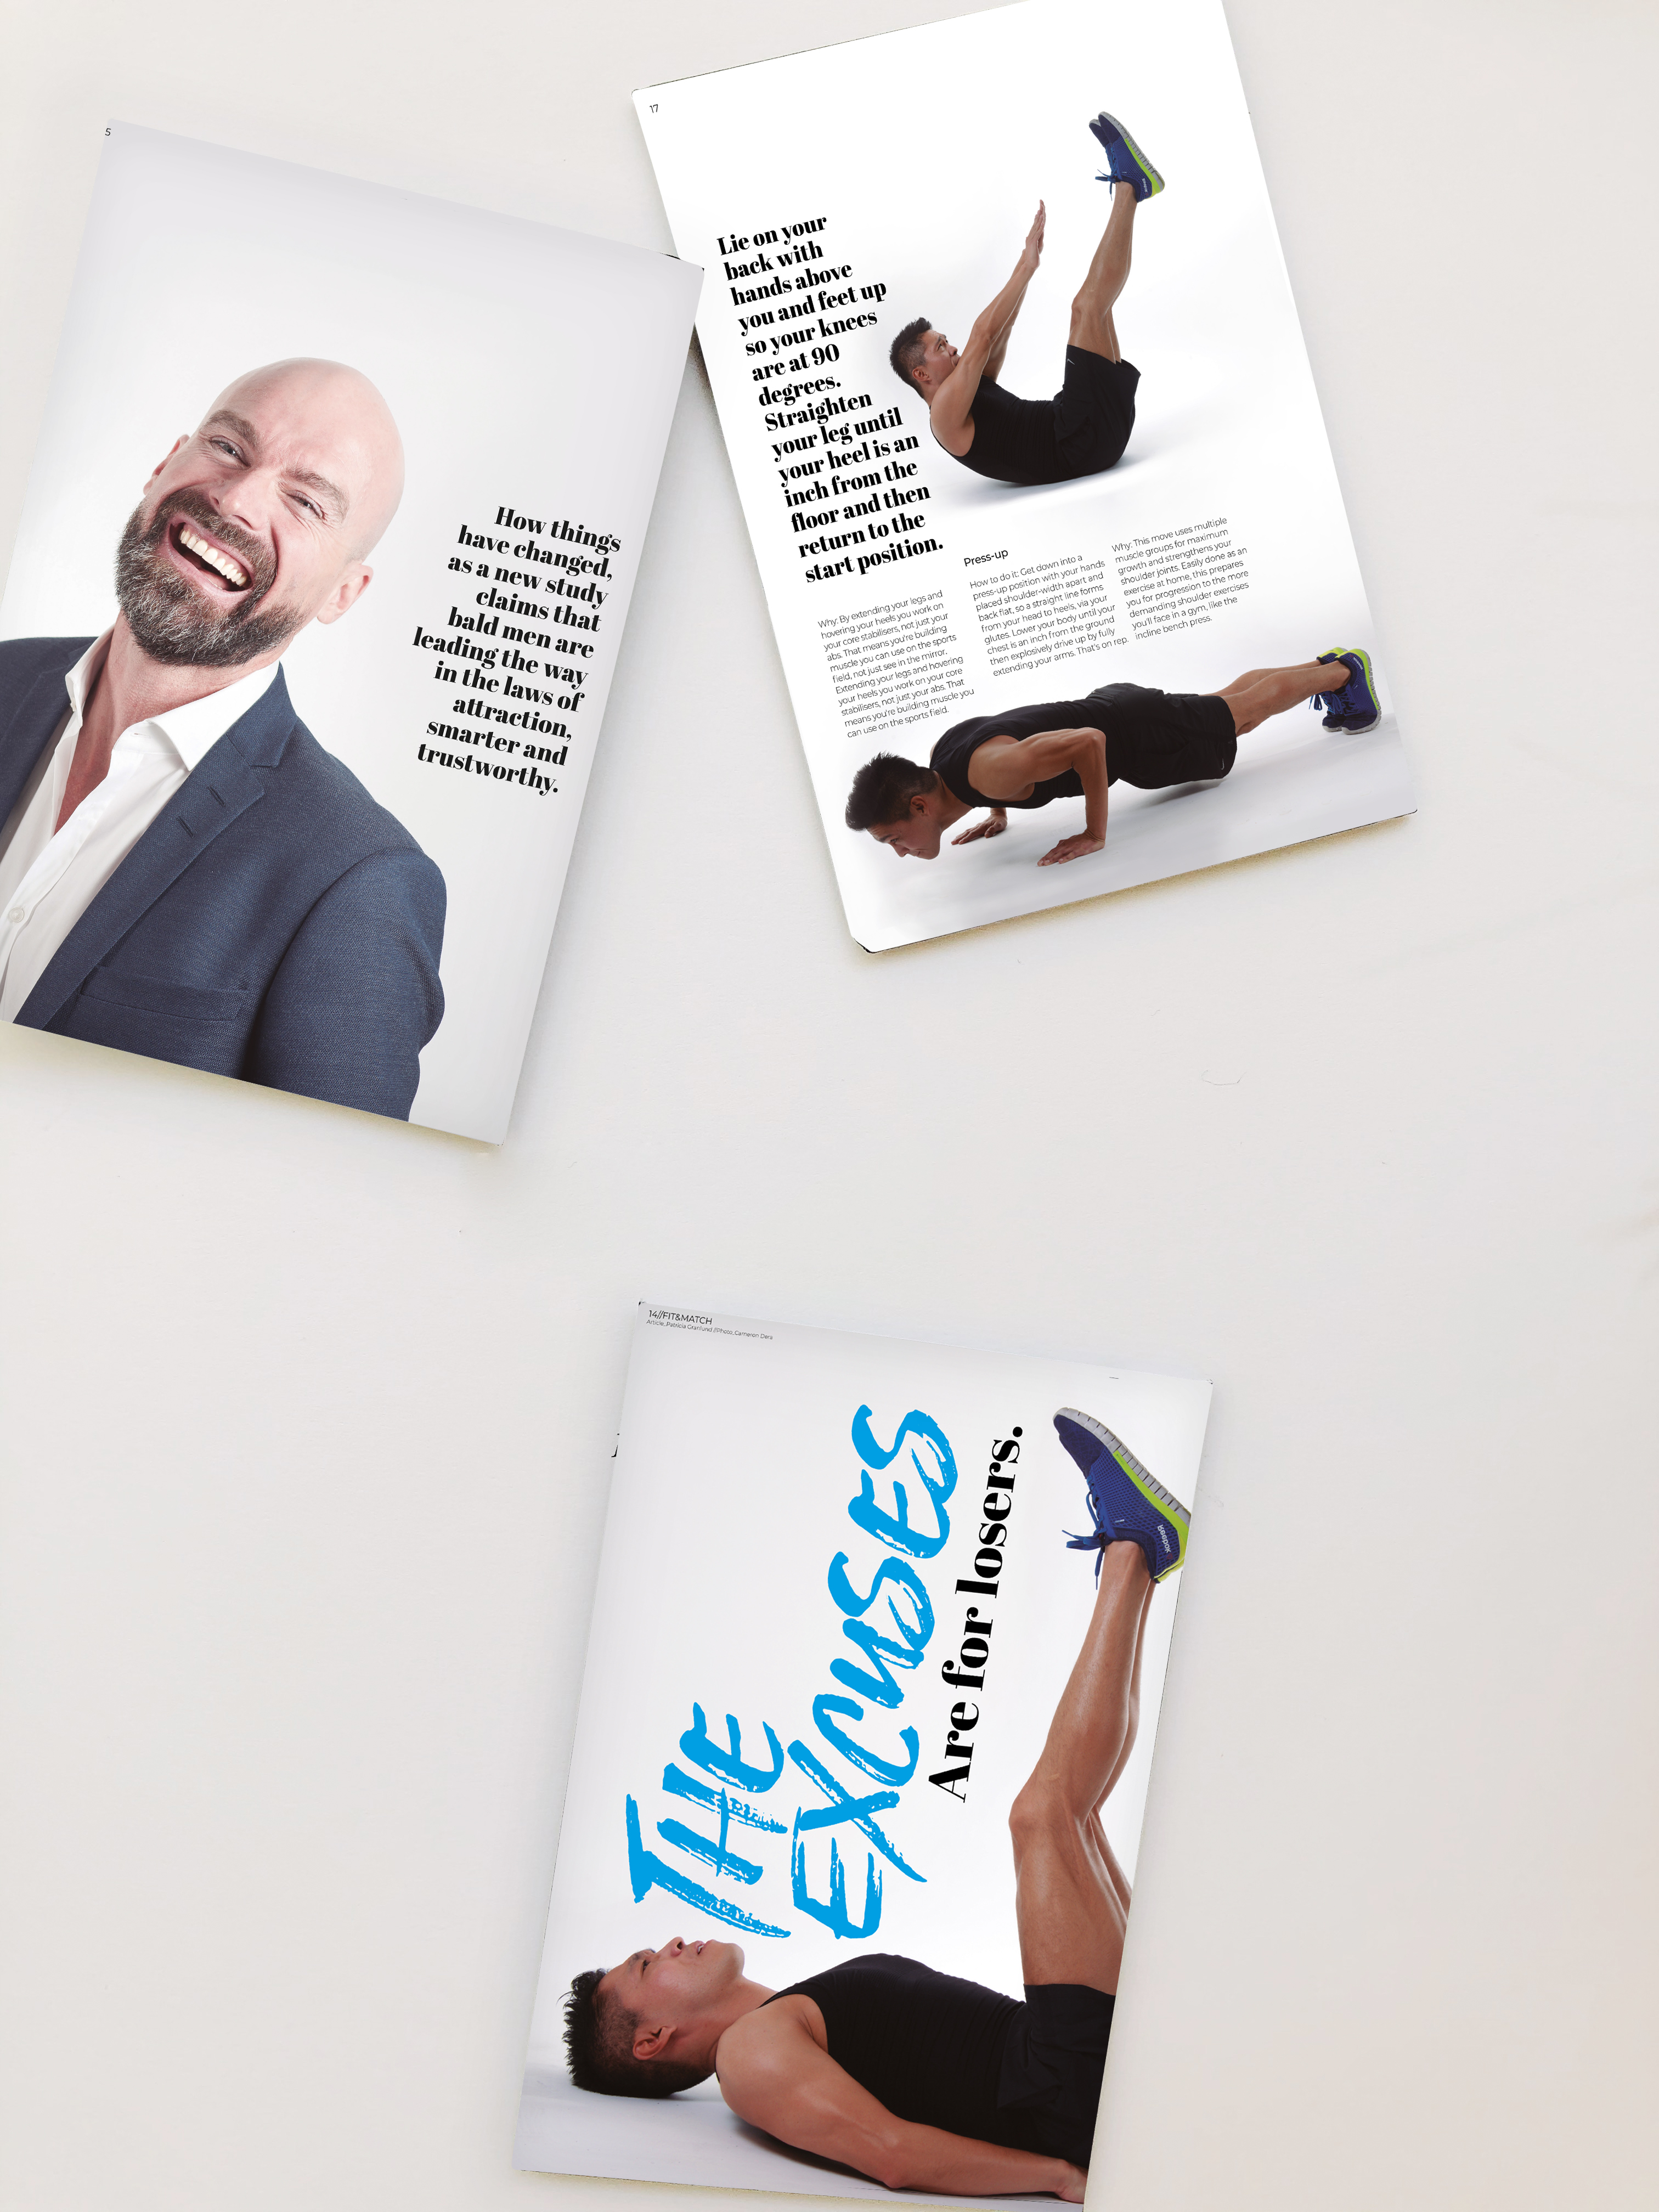 5
How things
have changed,
as a new study
claims that
bald men are
leading the way
in the laws of
attraction,
smarter and
trustworthy.
17
Lie on your
back with
hands above
you and feet up
so your knees
are at 90
degrees.
Straighten
your leg until
your heel is an
inch from the
floor and then
return to the
start position.
Why: By extending your legs and
hovering your heels you work on
your core stabilisers, not just your
abs. That means you're building
muscle you can use on the sports
field, not just see in the mirror.
Extending your legs and hovering
your heels you work on your core
stabilisers, not just your abs. That
means you're building muscle you
can use on the sports field.
Press-up
How to do it: Get down into a
press-up position with your hands
placed shoulder-width apart and
back flat, so a straight line forms
from your head to heels, via your
glutes. Lower your body until your
chest is an inch from the ground
then explosively drive up by fully
extending your arms. That's on rep.
Why: This move uses multiple
muscle groups for maximum
growth and strengthens your
shoulder joints. Easily done as an
exercise at home, this prepares
you for progression to the more
demanding shoulder exercises
you'll face in a gym, like the
incline bench press.
Reebok
14//FIT&MATCH
Article_Patricia Granlund //Photo_Cameron Dara
THE
EXCUSES
Are for losers.
Reebok